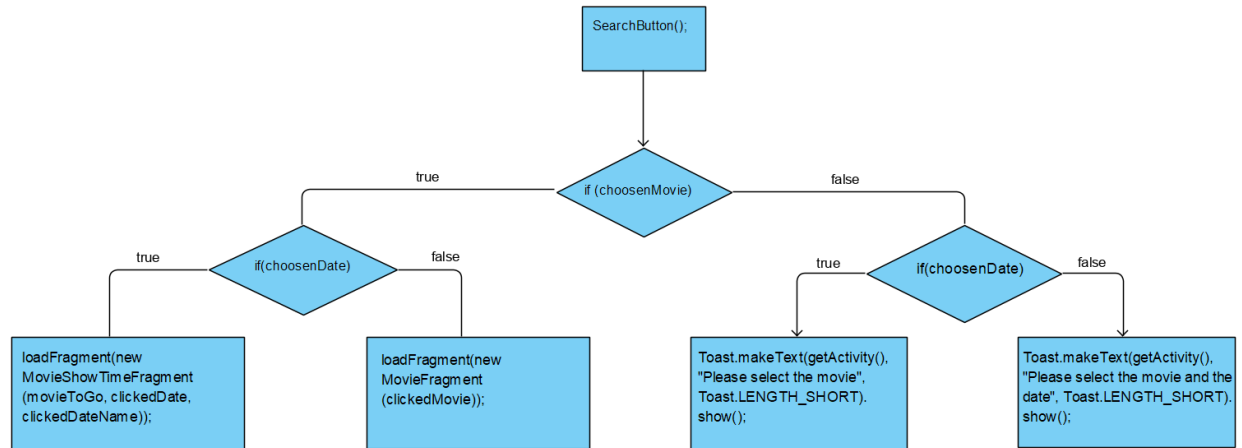 SearchButton();
if (choosenMovie)
true
false
if(choosenDate)
true
false
if(choosenDate)
true
false
loadFragment(new
MovieShowTimeFragment
(movieToGo, clickedDate,
clickedDateName));
loadFragment(new
MovieFragment
(clickedMovie));
Toast.makeText(getActivity(),
"Please select the movie",
Toast.LENGTH_SHORT).
show();
Toast.makeText(getActivity(),
"Please select the movie and the
date", Toast.LENGTH_SHORT).
show();